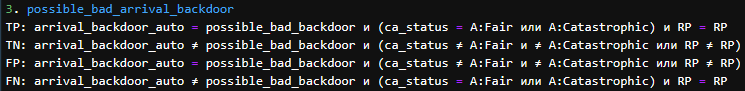 3. possible_bad_arrival_backdoor
TP: arrival_backdoor_auto = possible_bad_backdoor и (ca_status = A:Fair или A:Catastrophic) и RP = RP
TN: arrival_backdoor_auto ≠ possible_bad_backdoor и (ca_status ≠ A:Fair и ≠ A:Catastrophic или RP ≠ RP)
FP: arrival_backdoor_auto = possible_bad_backdoor и (ca_status ≠ A:Fair и ≠ A:Catastrophic или RP ≠ RP)
FN: arrival_backdoor_auto ≠ possible_bad_backdoor и (ca_status = A:Fair или A:Catastrophic) и RP = RP